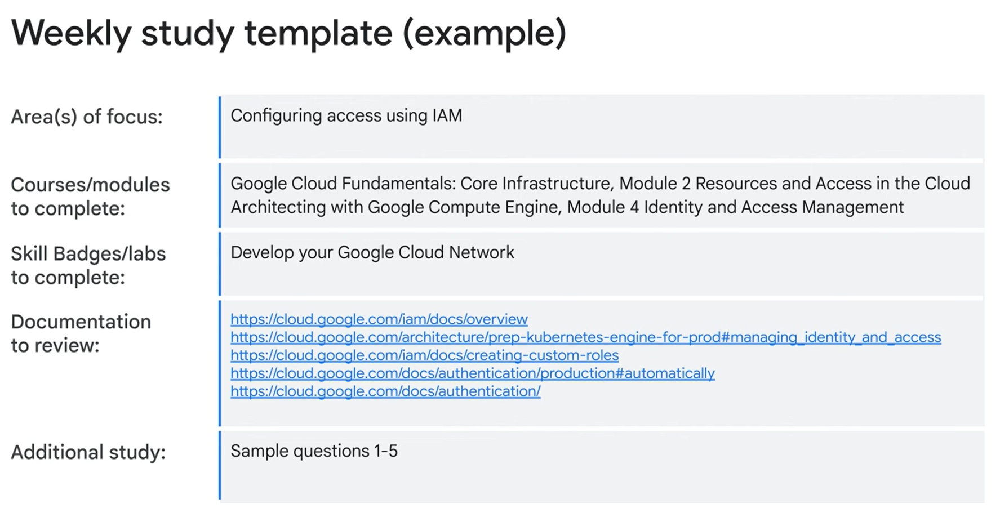 Weekly study template (example)
Area(s) of focus:
Configuring access using IAM
Courses/modules
to complete:
Google Cloud Fundamentals: Core Infrastructure, Module 2 Resources and Access in the Cloud
Architecting with Google Compute Engine, Module 4 Identity and Access Management
Skill Badges/labs
to complete:
Develop your Google Cloud Network
Documentation
to review:
https://cloud.google.com/iam/docs/overview
https://cloud.google.com/architecture/prep-kubernetes-engine-for-prod#managing_identity_and_access
https://cloud.google.com/iam/docs/creating-custom-roles
https://cloud.google.com/docs/authentication/production#automatically
https://cloud.google.com/docs/authentication/
Additional study:
Sample questions 1-5